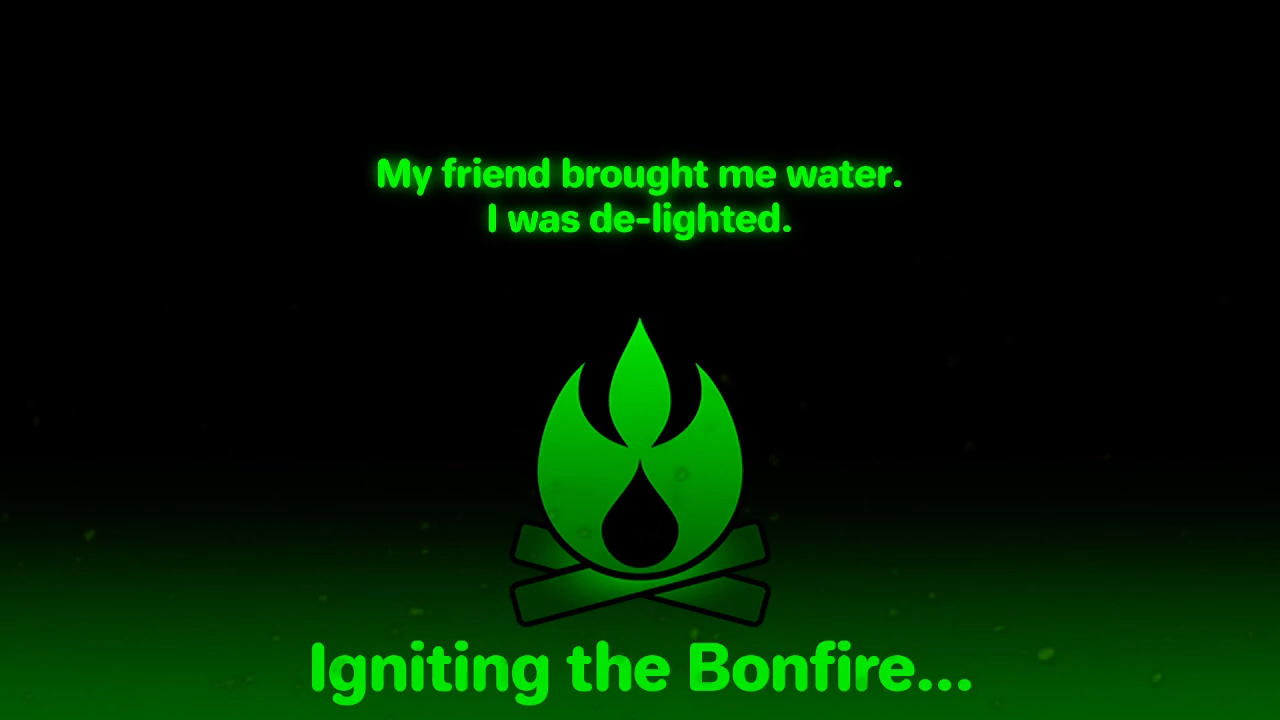 My friend brought me water.
I was de-lighted.
Igniting the Bonfire...